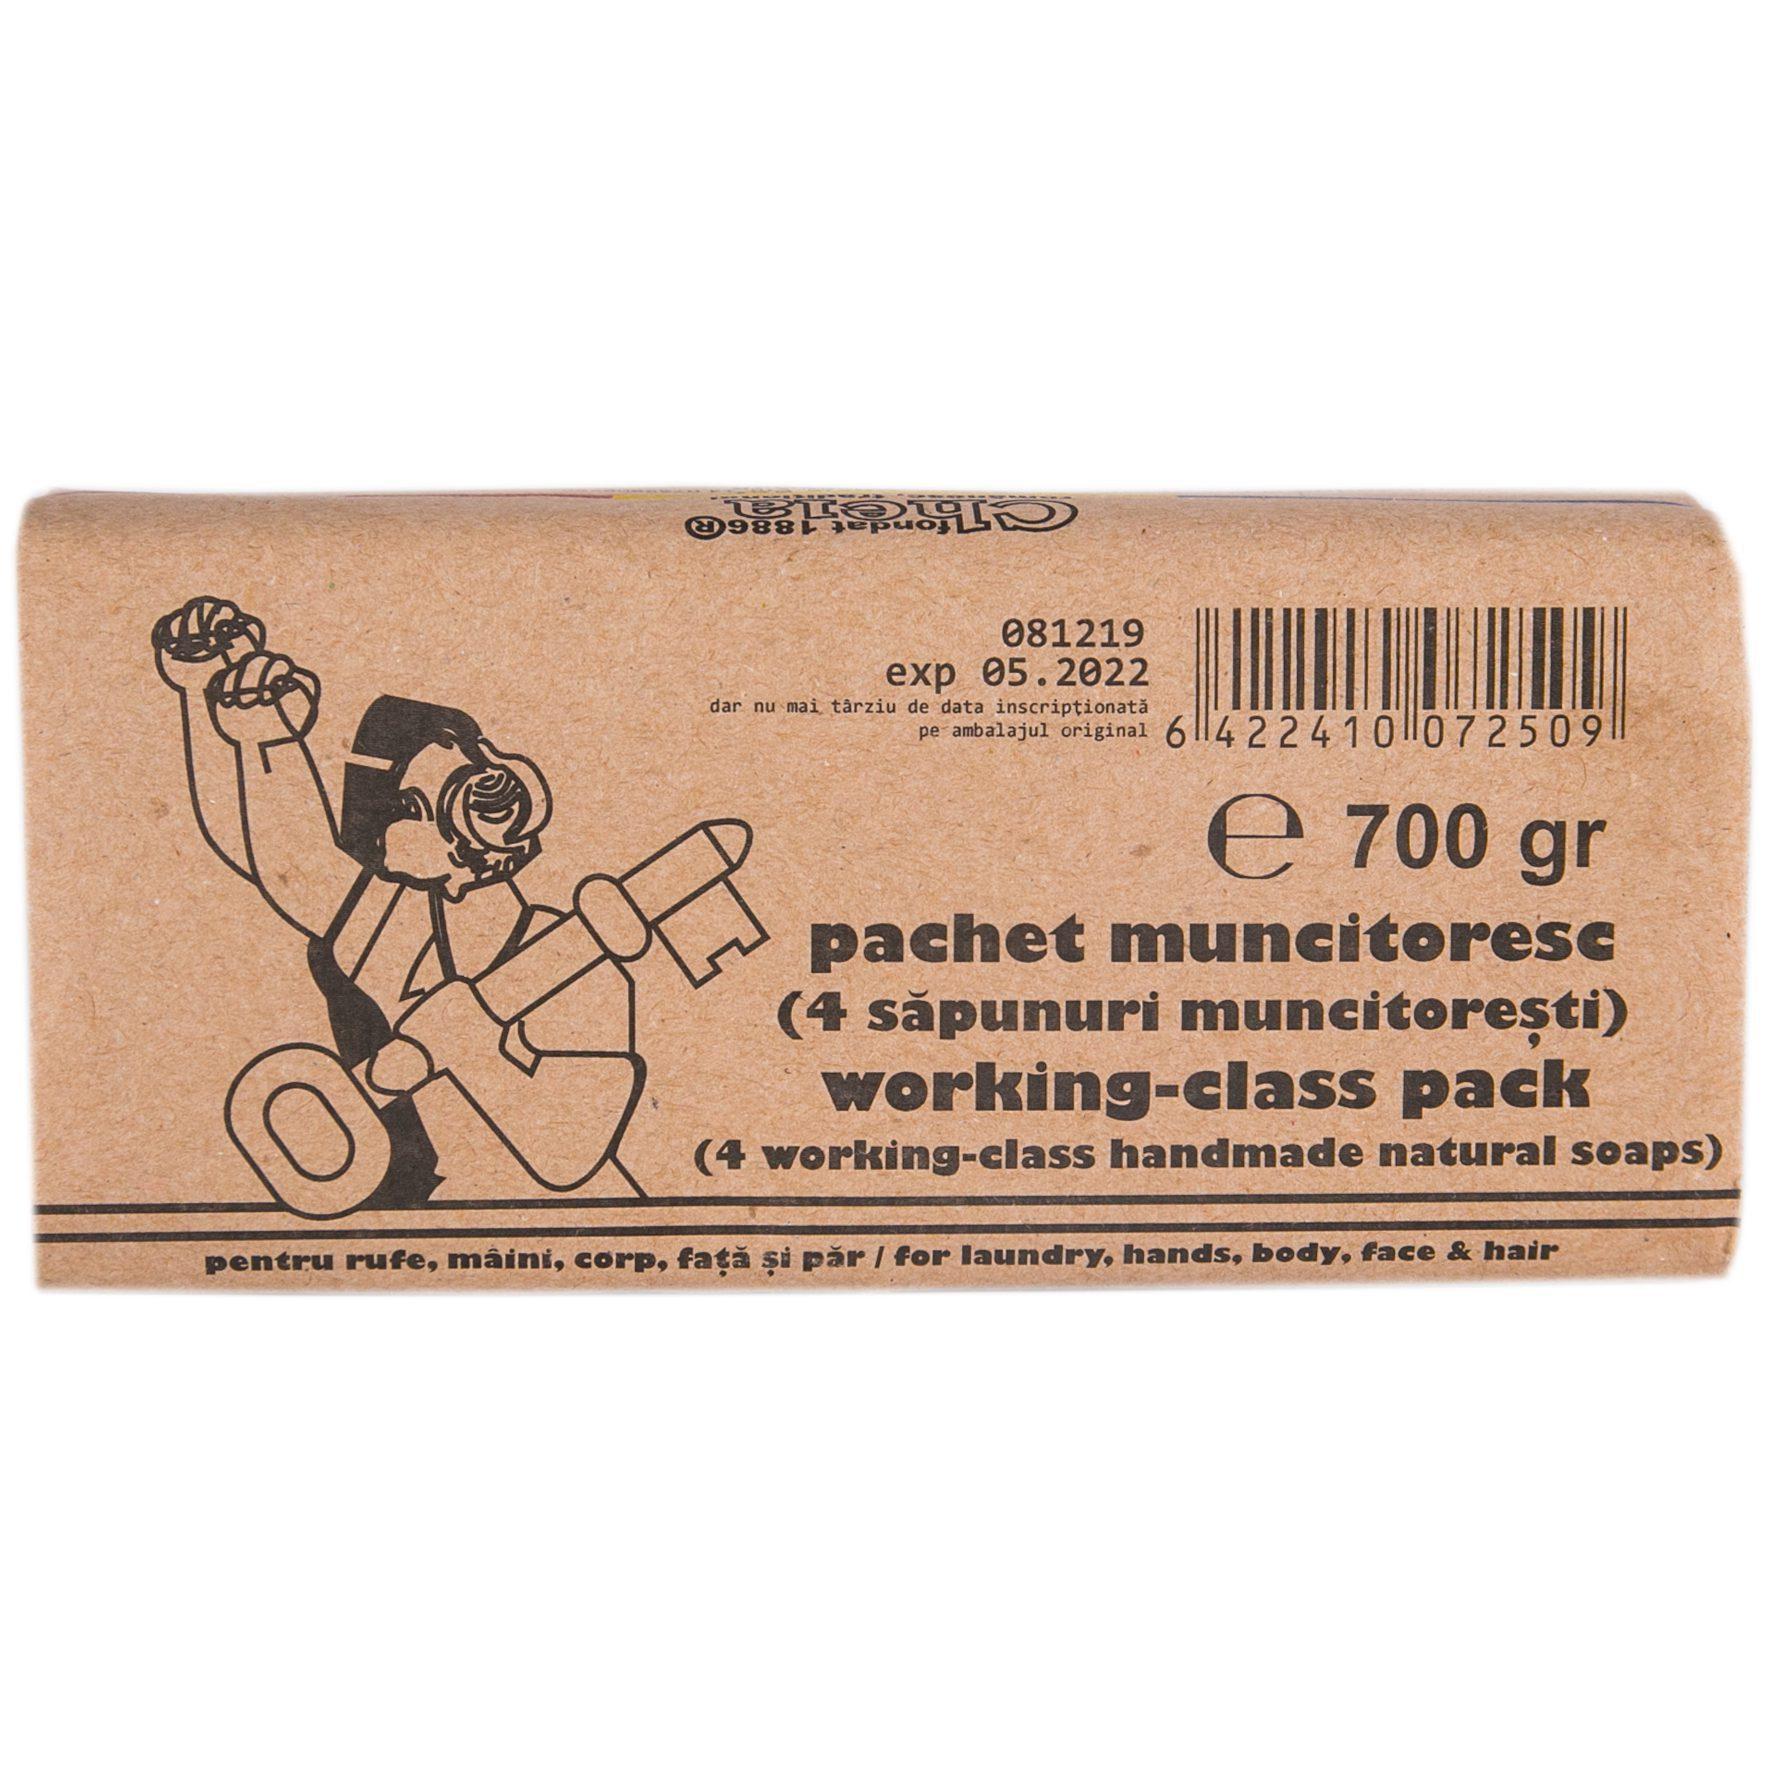 Cheia
fondat 1886®
081219
exp 05.2022
dar nu mai târziu de data inscripționată
pe ambalajul original
6 422410 072509
℮ 700 gr
pachet muncitoresc
(4 săpunuri muncitorești)
working-class pack
(4 working-class handmade natural soaps)
pentru rufe, mâini, corp, față și păr / for laundry, hands, body, face & hair